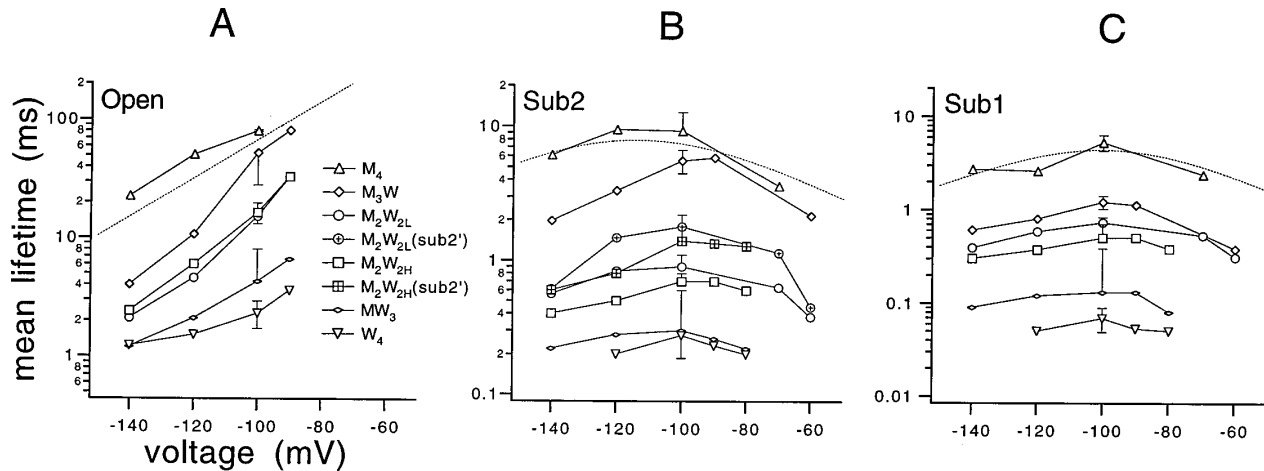 A
B
C
Open
Sub2
Sub1
mean lifetime (ms)
2
100
8
6
4
2
10
8
6
4
2
1
8
6
-140
-120
-100
-80
-60
voltage (mV)
M4
M3W
M2W2L
M2W2L(sub2')
M2W2H
M2W2H(sub2')
MW3
W4
2
10
8
6
4
2
1
8
6
4
2
0.1
-140
-120
-100
-80
-60
10
1
0.1
0.01
-140
-120
-100
-80
-60